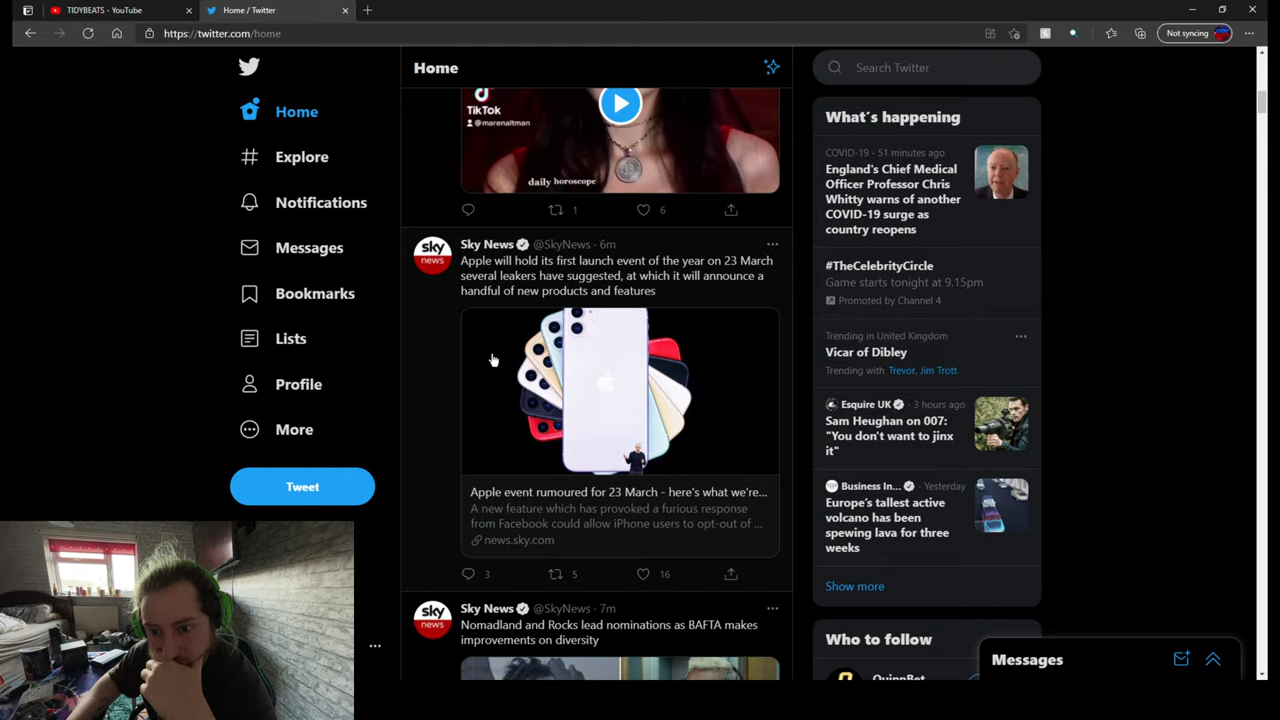 TIDYBEATS - YouTube
Home / Twitter
https://twitter.com/home
Not syncing
Home
Search Twitter
Home
Explore
Notifications
Messages
Bookmarks
Lists
Profile
More
Tweet
TikTok
@marenaltman
daily horoscope
1
6
sky
news
Sky News @SkyNews · 6m
Apple will hold its first launch event of the year on 23 March
several leakers have suggested, at which it will announce a
handful of new products and features
Apple event rumoured for 23 March - here's what we're...
A new feature which has provoked a furious response
from Facebook could allow iPhone users to opt-out of ...
news.sky.com
3
5
16
sky
news
Sky News @SkyNews · 7m
Nomadland and Rocks lead nominations as BAFTA makes
improvements on diversity
What's happening
COVID-19 · 51 minutes ago
England's Chief Medical
Officer Professor Chris
Whitty warns of another
COVID-19 surge as
country reopens
#TheCelebrityCircle
Game starts tonight at 9.15pm
Promoted by Channel 4
Trending in United Kingdom
Vicar of Dibley
Trending with Trevor, Jim Trott
Esquire UK · 3 hours ago
Sam Heughan on 007:
"You don't want to jinx
it"
Business In... · Yesterday
Europe's tallest active
volcano has been
spewing lava for three
weeks
Show more
Who to follow
QuinnBet
Messages